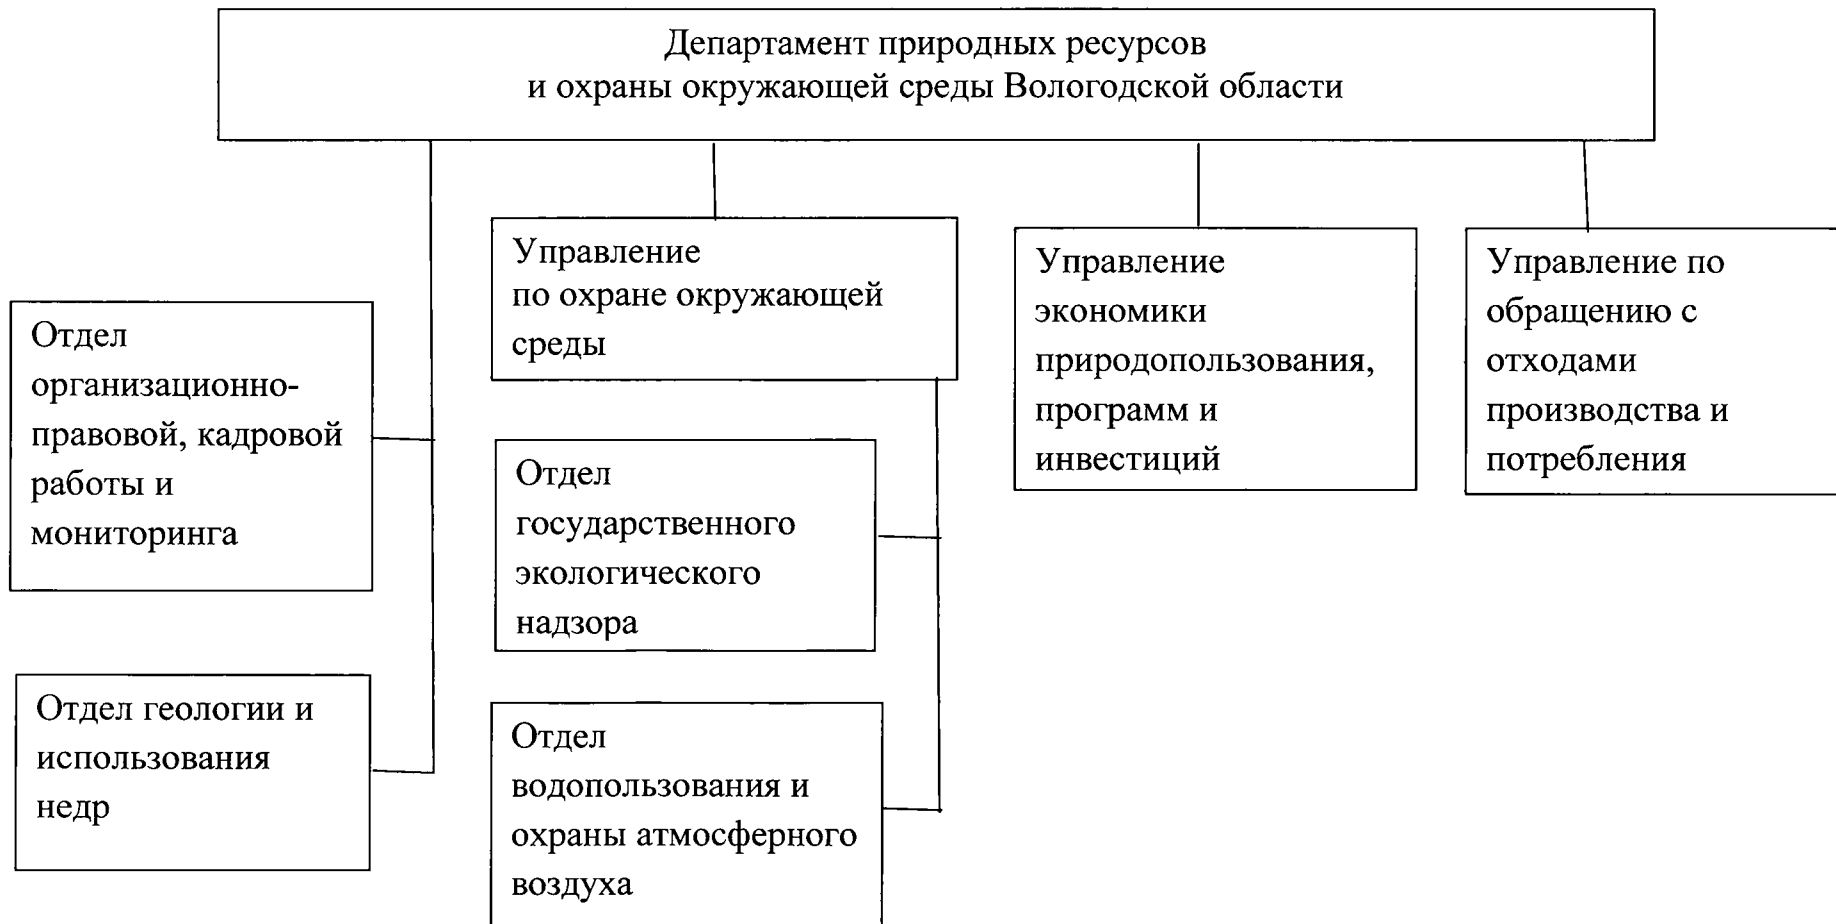 Департамент природных ресурсов
и охраны окружающей среды Вологодской области
Управление
по охране окружающей
среды
Управление
экономики
природопользования,
программ и
инвестиций
Управление по
обращению с
отходами
производства и
потребления
Отдел
организационно-
правовой, кадровой
работы и
мониторинга
Отдел
государственного
экологического
надзора
Отдел геологии и
использования
недр
Отдел
водопользования и
охраны атмосферного
воздуха